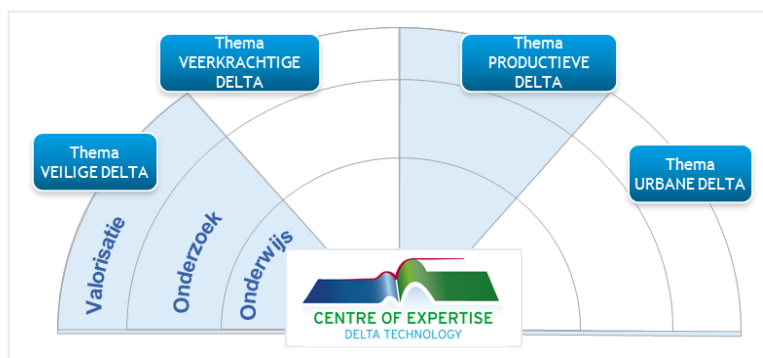 Thema
VEERKRACHTIGE
DELTA
Thema
PRODUCTIEVE
DELTA
Thema
VEILIGE DELTA
Thema
URBANE DELTA
Valorisatie
Onderzoek
Onderwijs
CENTRE OF EXPERTISE
DELTA TECHNOLOGY